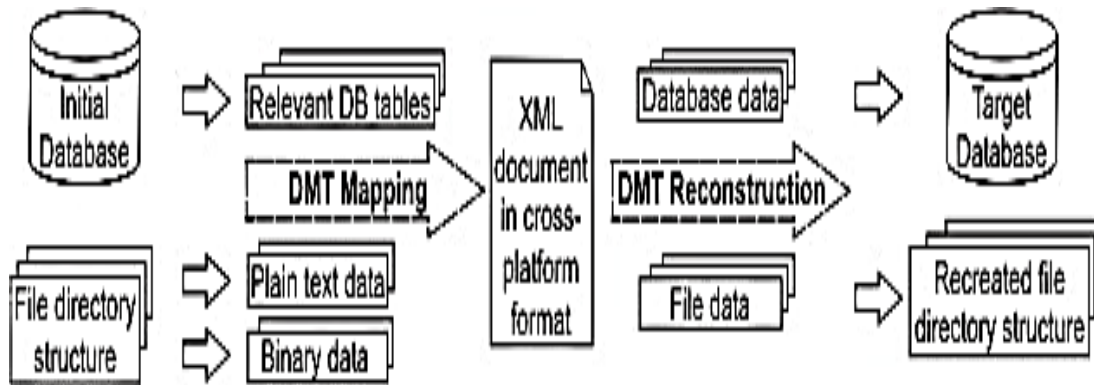 Initial
Database
Relevant DB tables
DMT Mapping
File directory
structure
Plain text data
Binary data
XML
document
in cross-
platform
format
Database data
DMT Reconstruction
File data
Target
Database
Recreated file
directory structure